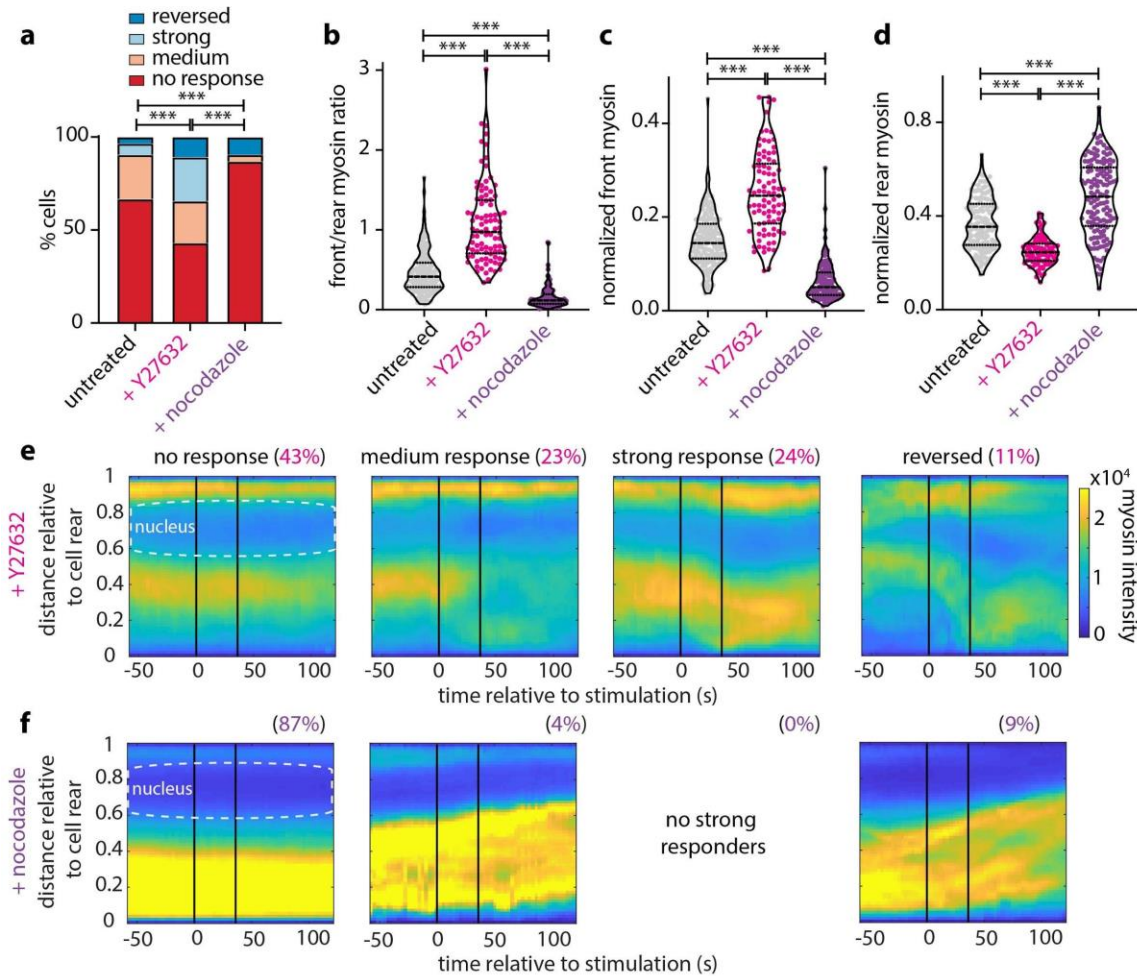 a
reversed
strong
medium
no response
***
*** ***
100
50
0
% cells
untreated
+ Y27632
+ nocodazole
b
***
*** ***
3
2
1
0
front/rear myosin ratio
untreated
+ Y27632
+ nocodazole
c
***
*** ***
0.4
0.2
0.0
normalized front myosin
untreated
+ Y27632
+ nocodazole
d
***
*** ***
0.8
0.4
0.0
normalized rear myosin
untreated
+ Y27632
+ nocodazole
e
no response (43%)
medium response (23%)
strong response (24%)
reversed (11%)
+ Y27632
distance relative
to cell rear
1
0.8
0.6
0.4
0.2
0
nucleus
-50 0 50 100
-50 0 50 100
-50 0 50 100
-50 0 50 100
x10⁴
2
1
0
myosin intensity
time relative to stimulation (s)
f
(87%)
(4%)
(0%)
(9%)
+ nocodazole
distance relative
to cell rear
1
0.8
0.6
0.4
0.2
0
nucleus
no strong
responders
-50 0 50 100
-50 0 50 100
-50 0 50 100
time relative to stimulation (s)